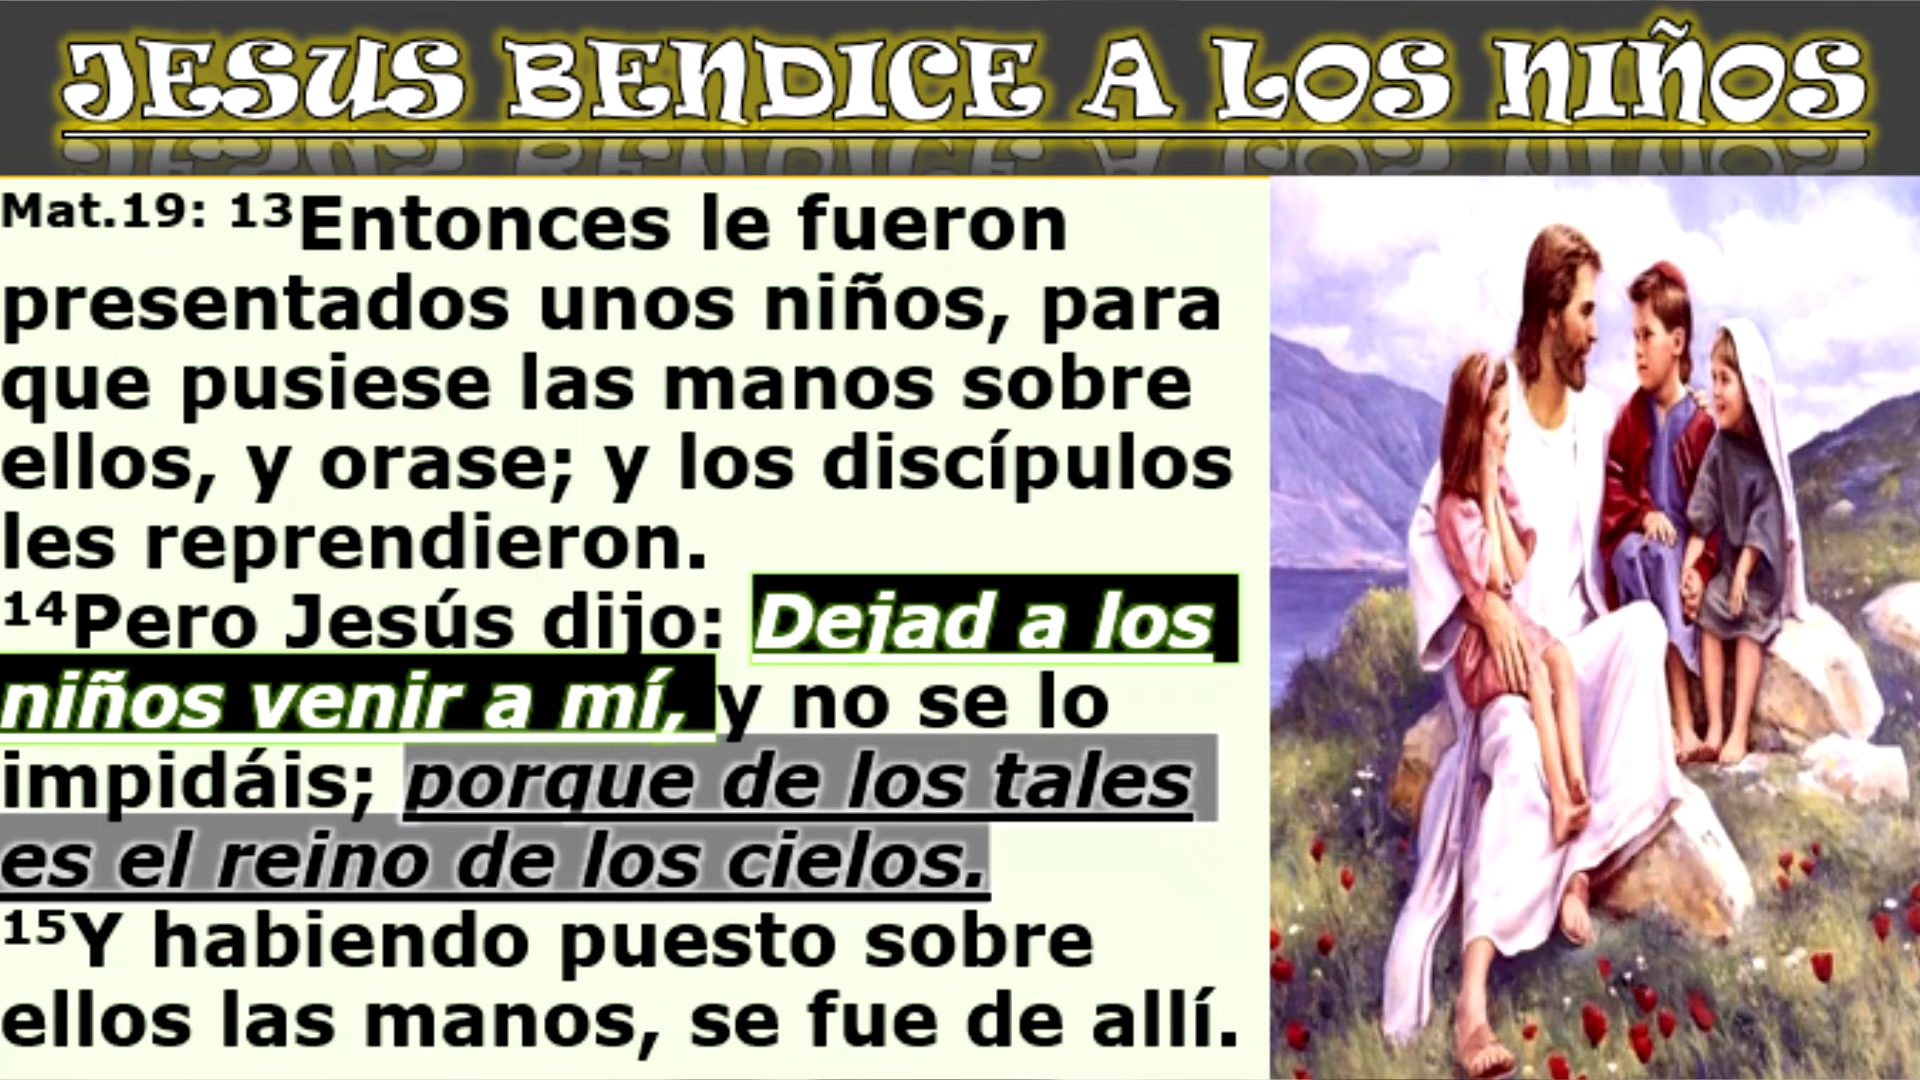 JESUS BENDICE A LOS NIÑOS
Mat.19: 13Entonces le fueron
presentados unos niños, para
que pusiese las manos sobre
ellos, y orase; y los discípulos
les reprendieron.
14Pero Jesús dijo: Dejad a los
niños venir a mí, y no se lo
impidáis; porque de los tales
es el reino de los cielos.
15Y habiendo puesto sobre
ellos las manos, se fue de allí.